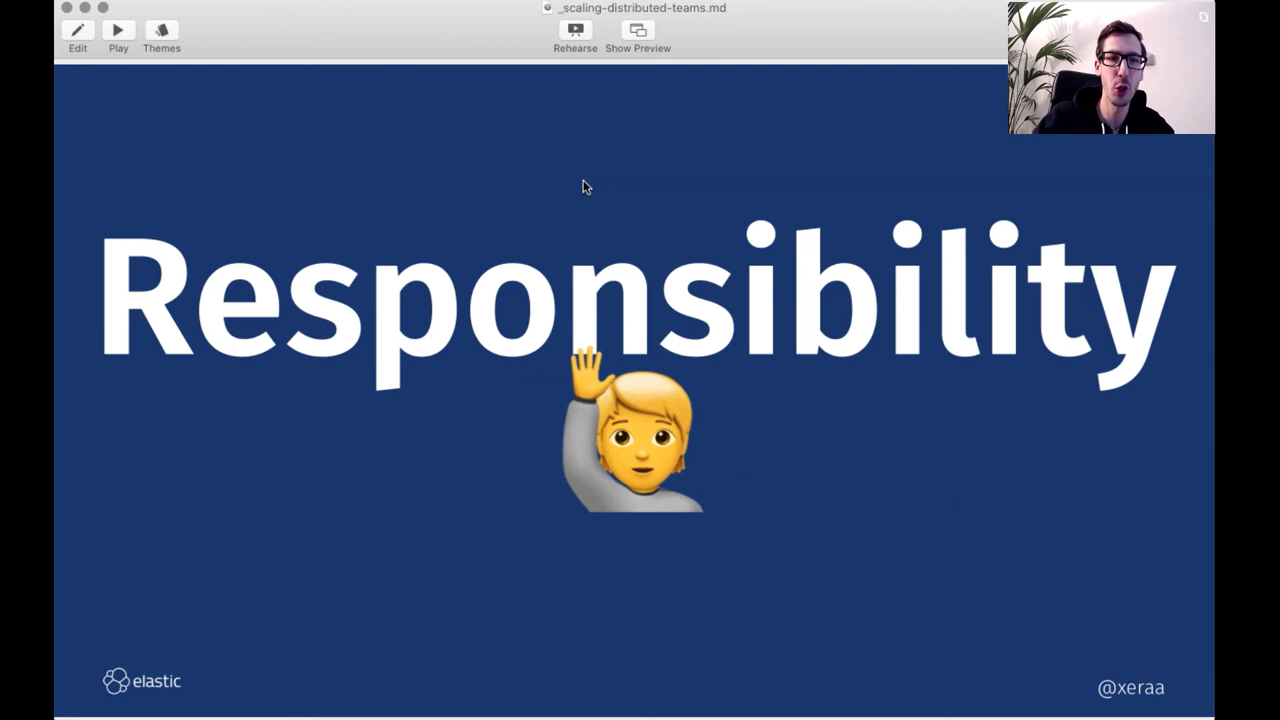 _scaling-distributed-teams.md
Edit Play Themes Rehearse Show Preview
Responsibility
elastic
@xeraa